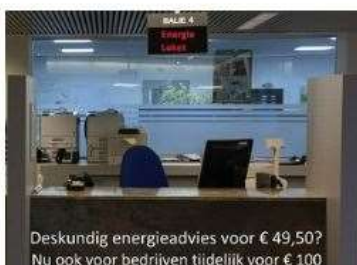 BALIE 4
Energie
Loket
Deskundig energieadvies voor € 49,50?
Nu ook voor bedrijven tijdelijk voor € 100